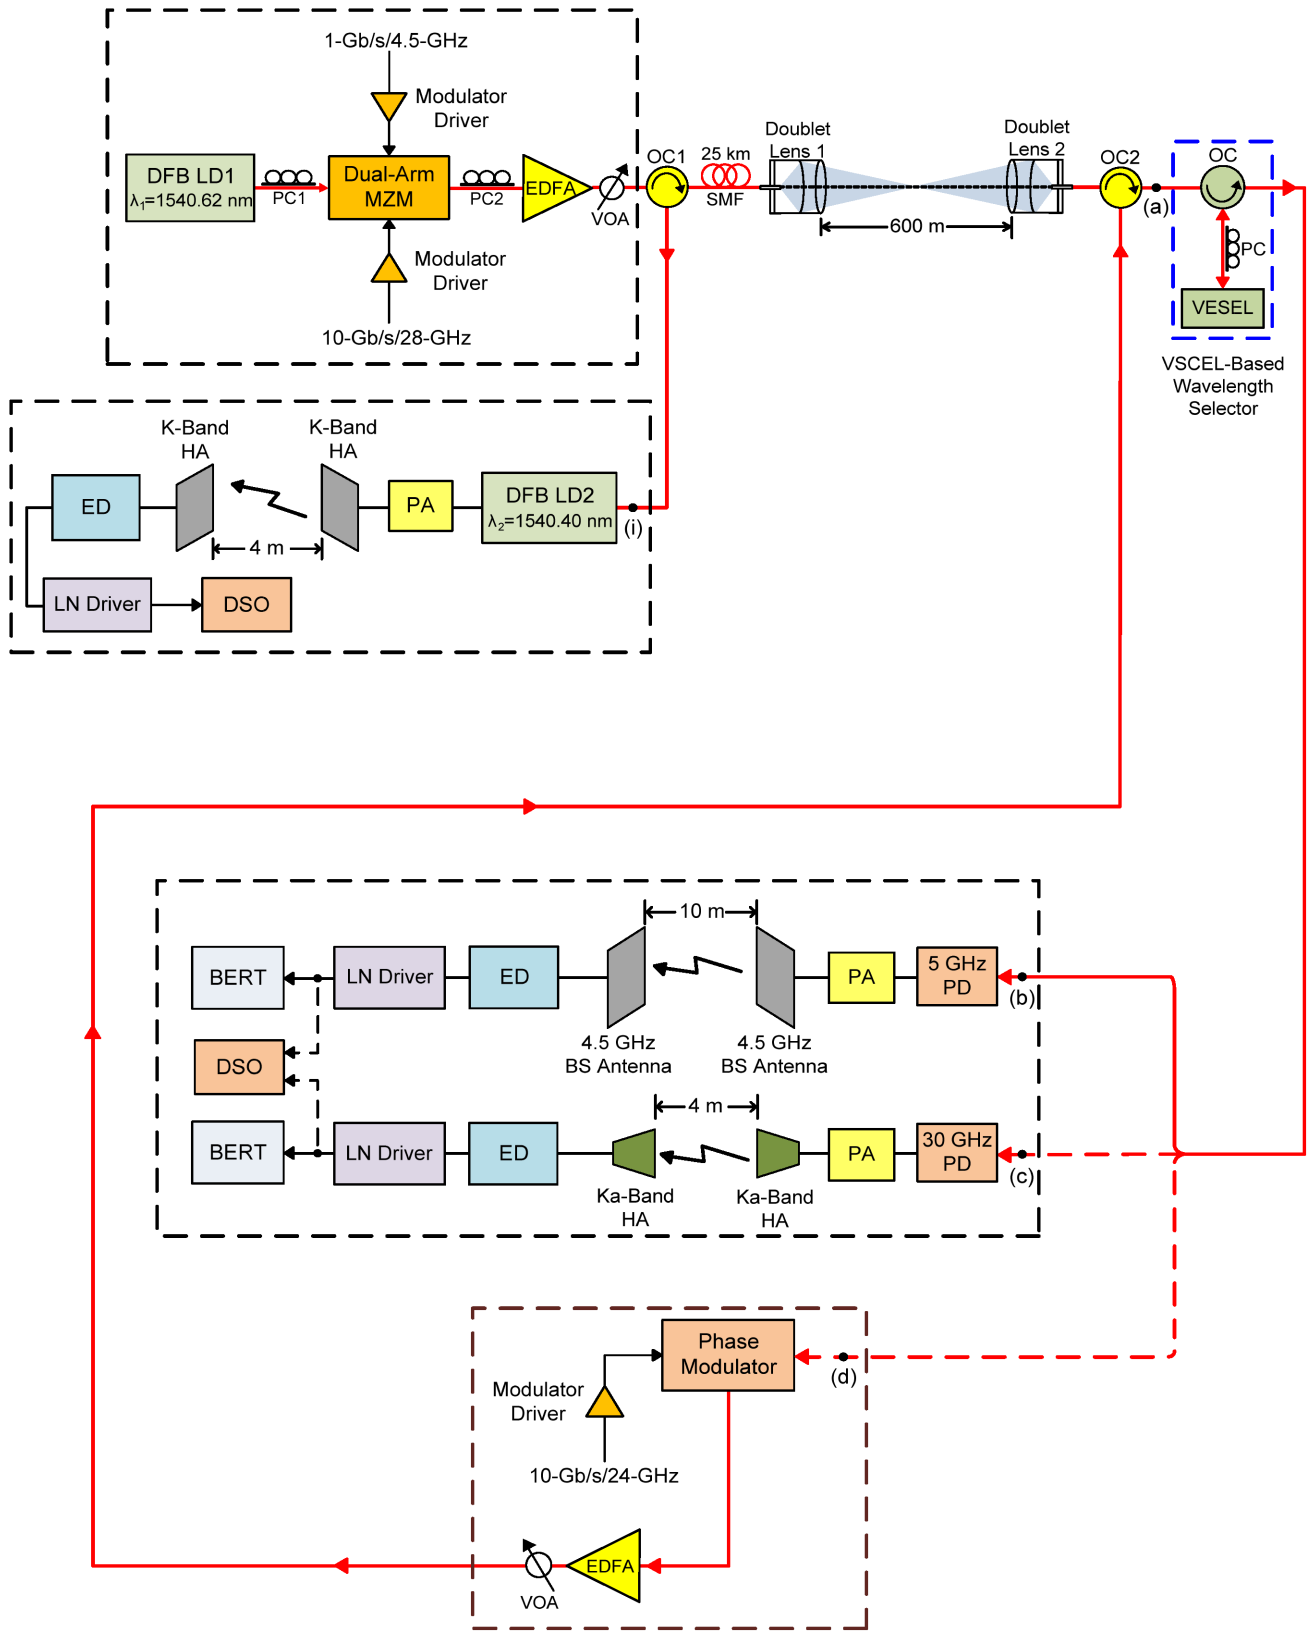 1-Gb/s/4.5-GHz
Modulator
Driver
DFB LD1
λ1=1540.62 nm
PC1
Dual-Arm
MZM
PC2
EDFA
VOA
Modulator
Driver
10-Gb/s/28-GHz
OC1
25 km
SMF
Doublet
Lens 1
600 m
Doublet
Lens 2
OC2
(a)
OC
PC
VESEL
VSCEL-Based
Wavelength
Selector
K-Band
HA
K-Band
HA
ED
4 m
PA
DFB LD2
λ2=1540.40 nm
(i)
LN Driver
DSO
10 m
BERT
LN Driver
ED
PA
5 GHz
PD
(b)
4.5 GHz
BS Antenna
4.5 GHz
BS Antenna
DSO
4 m
BERT
LN Driver
ED
PA
30 GHz
PD
(c)
Ka-Band
HA
Ka-Band
HA
Phase
Modulator
(d)
Modulator
Driver
10-Gb/s/24-GHz
EDFA
VOA